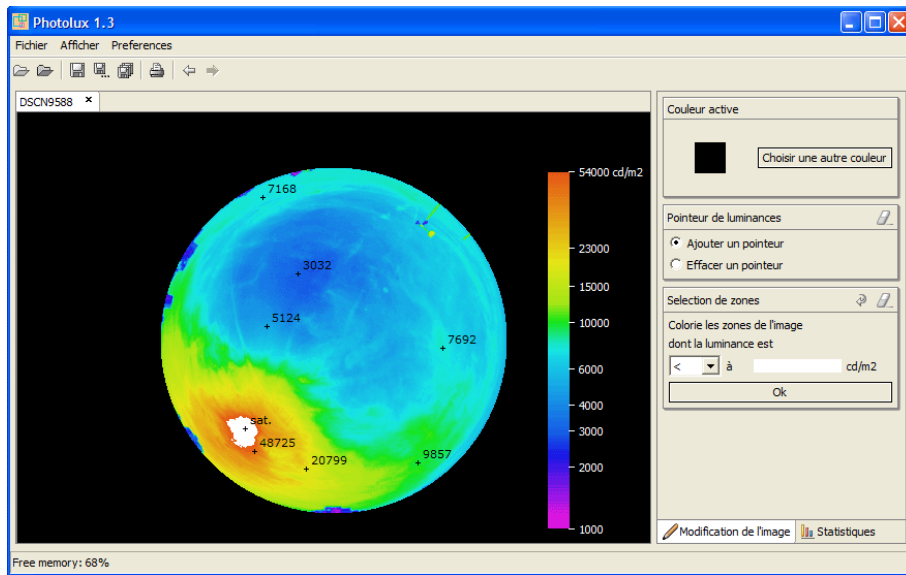 Photolux 1.3
Fichier Afficher Preferences
DSCN9588 ×
7168
3032
5124
7692
sat.
48725
20799
9857
54000 cd/m2
23000
15000
10000
6000
4000
3000
2000
1000
Couleur active
Choisir une autre couleur
Pointeur de luminances
Ajouter un pointeur
Effacer un pointeur
Selection de zones
Colorie les zones de l'image
dont la luminance est
< à cd/m2
Ok
Modification de l'image Statistiques
Free memory: 68%